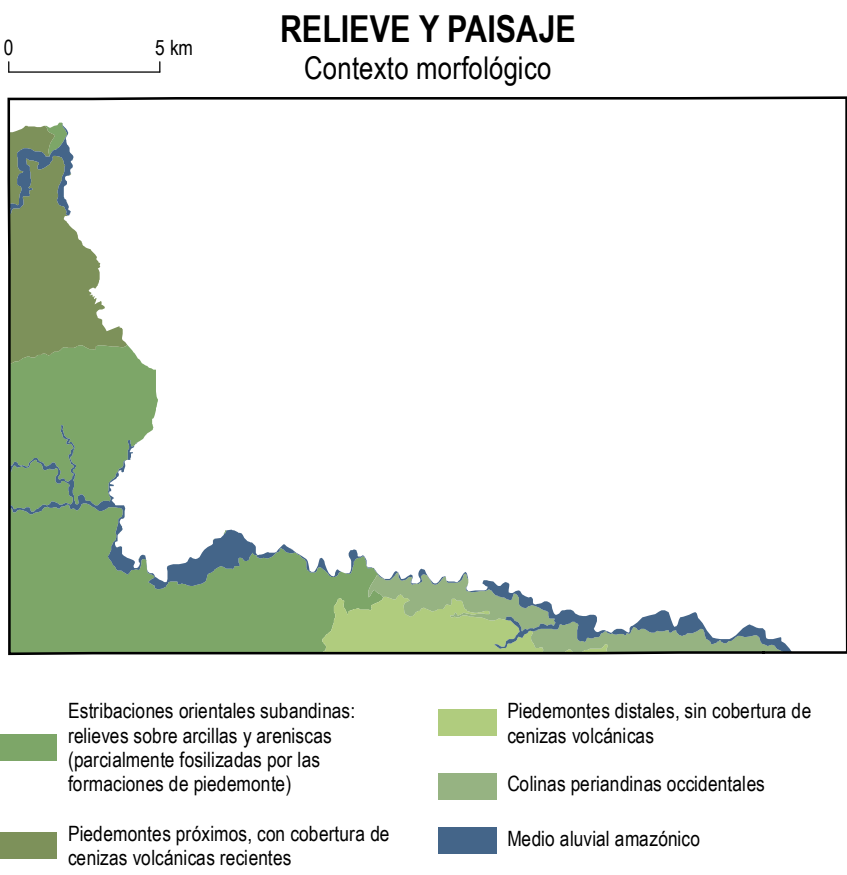 RELIEVE Y PAISAJE
Contexto morfológico
0
5 km
Estribaciones orientales subandinas:
relieves sobre arcillas y areniscas
(parcialmente fosilizadas por las
formaciones de piedemonte)
Piedemontes próximos, con cobertura de
cenizas volcánicas recientes
Piedemontes distales, sin cobertura de
cenizas volcánicas
Colinas periandinas occidentales
Medio aluvial amazónico